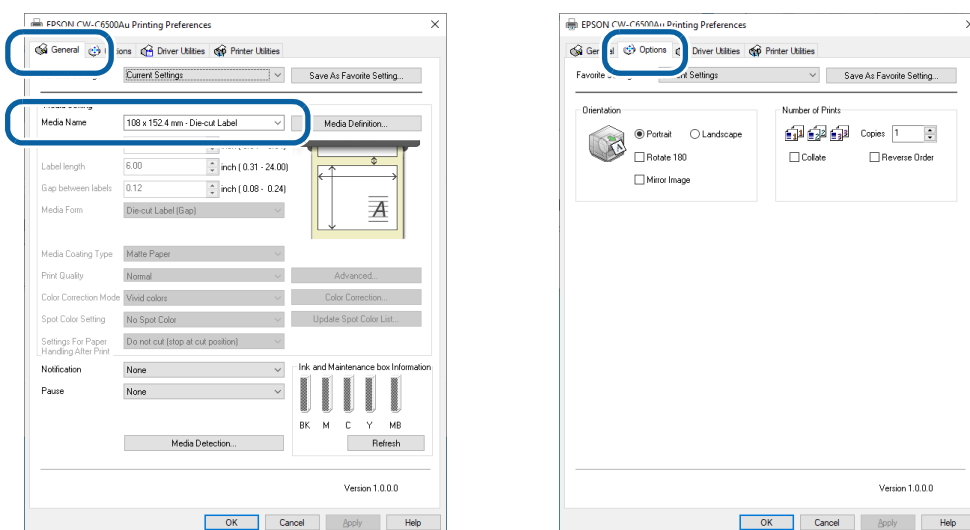 EPSON CW-C6500Au Printing Preferences
General
Driver Utilities
Printer Utilities
Current Settings
Save As Favorite Setting...
Media Name
108 x 152.4 mm - Die-cut Label
Media Definition...
Label length
6.00
inch ( 0.31 - 24.00)
Gap between labels
0.12
inch ( 0.08 - 0.24)
A
Media Form
Die-cut Label (Gap)
Media Coating Type
Matte Paper
Print Quality
Normal
Advanced...
Color Correction Mode
Vivid colors
Color Correction...
Spot Color Setting
No Spot Color
Update Spot Color List...
Settings For Paper
Handling After Print
Do not cut (stop at cut position)
Notification
None
Pause
None
Ink and Maintenance box Information
BK M C Y MB
Media Detection...
Refresh
Version 1.0.0.0
OK
Cancel
Apply
Help
EPSON CW-C6500Au Printing Preferences
Options
Driver Utilities
Printer Utilities
Settings
Save As Favorite Setting...
Orientation
A
Portrait
Landscape
Rotate 180
Mirror Image
Number of Prints
1 1 2 2 3 3
Copies
1
Collate
Reverse Order
Version 1.0.0.0
OK
Cancel
Apply
Help